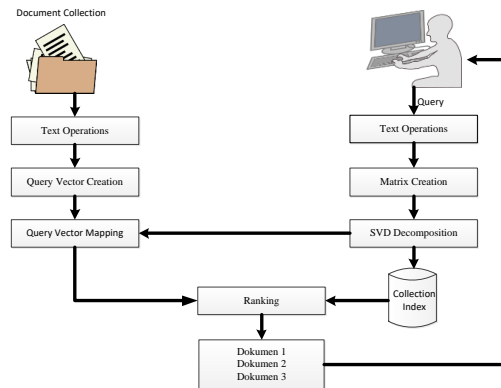 Document Collection
Query
Text Operations
Text Operations
Query Vector Creation
Matrix Creation
Query Vector Mapping
SVD Decomposition
Collection
Index
Ranking
Dokumen 1
Dokumen 2
Dokumen 3